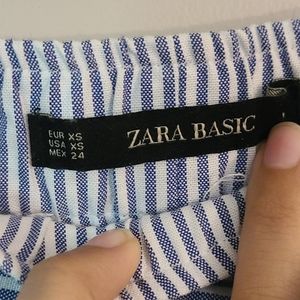 EUR XS
USA XS
MEX 24
ZARA BASIC